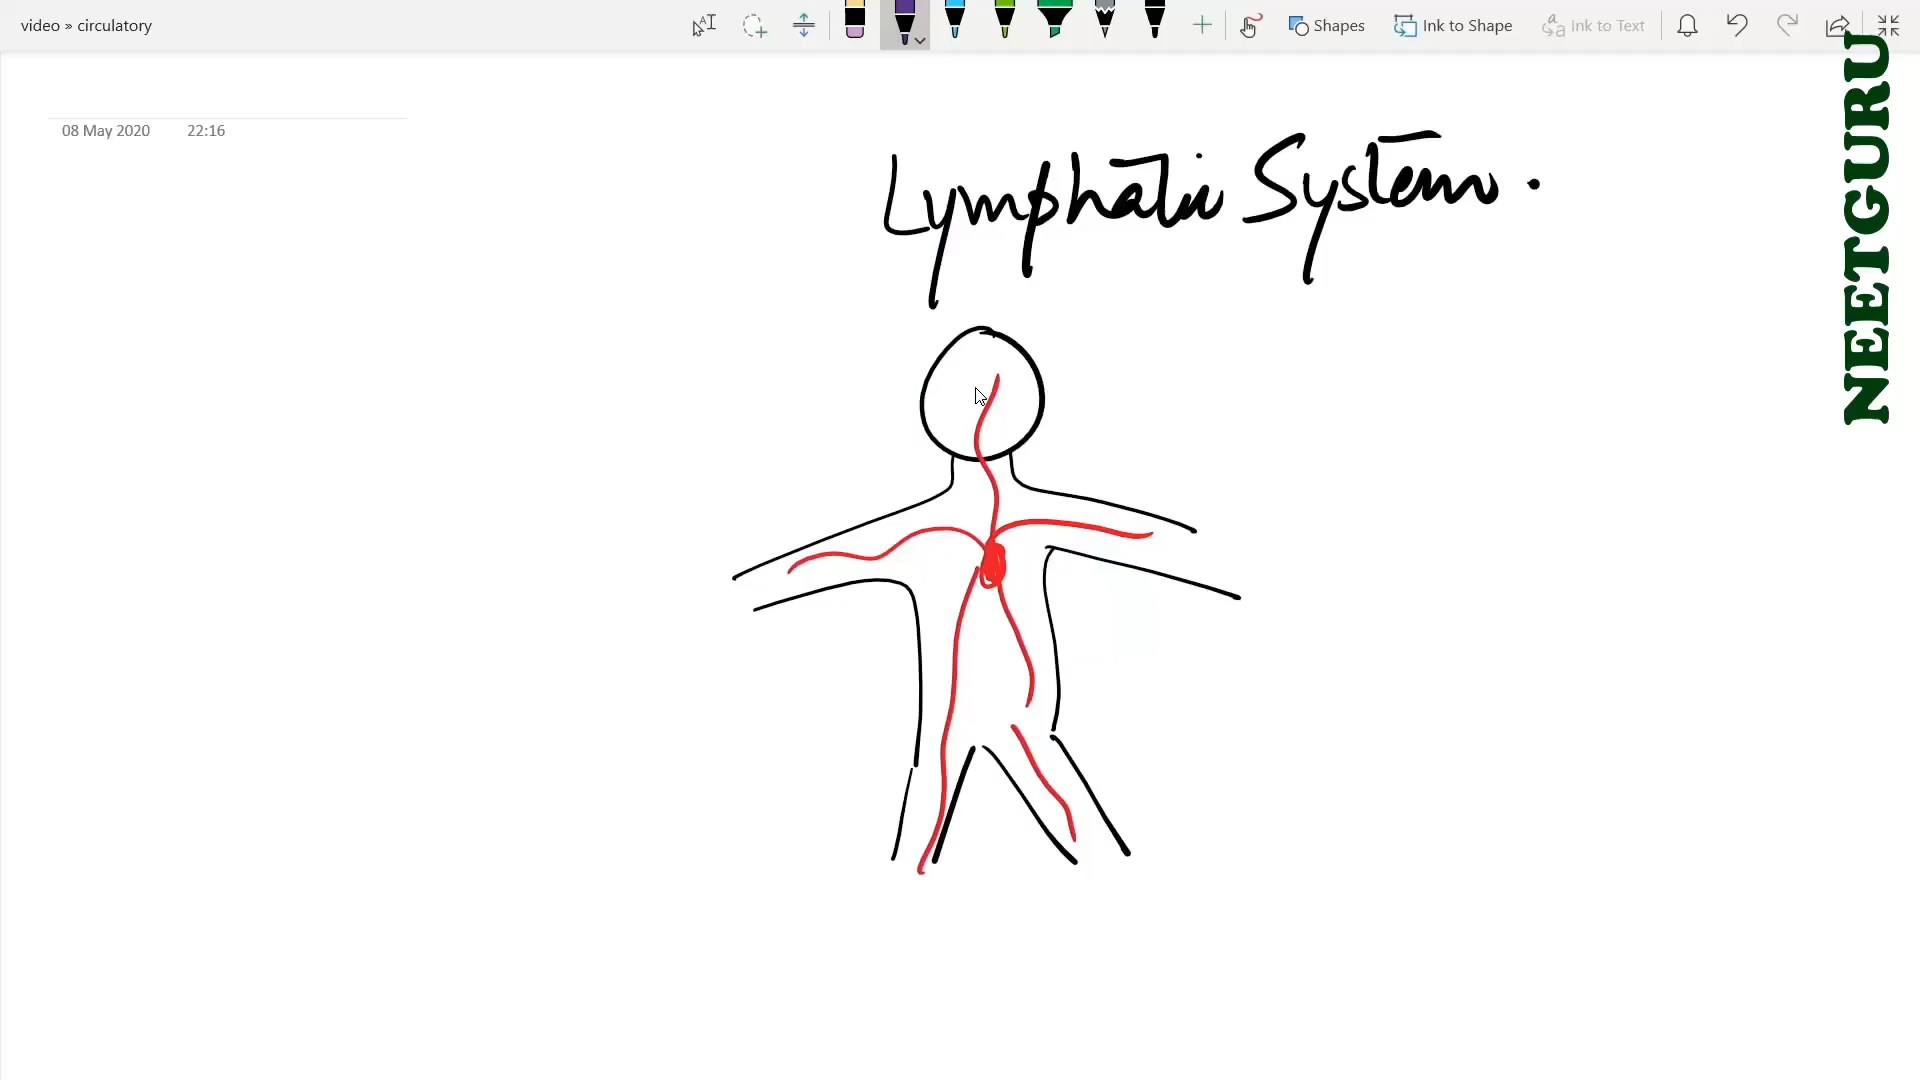 video » circulatory
Shapes
Ink to Shape
Ink to Text
08 May 2020 22:16
Lymphatic System.
NEETGURU